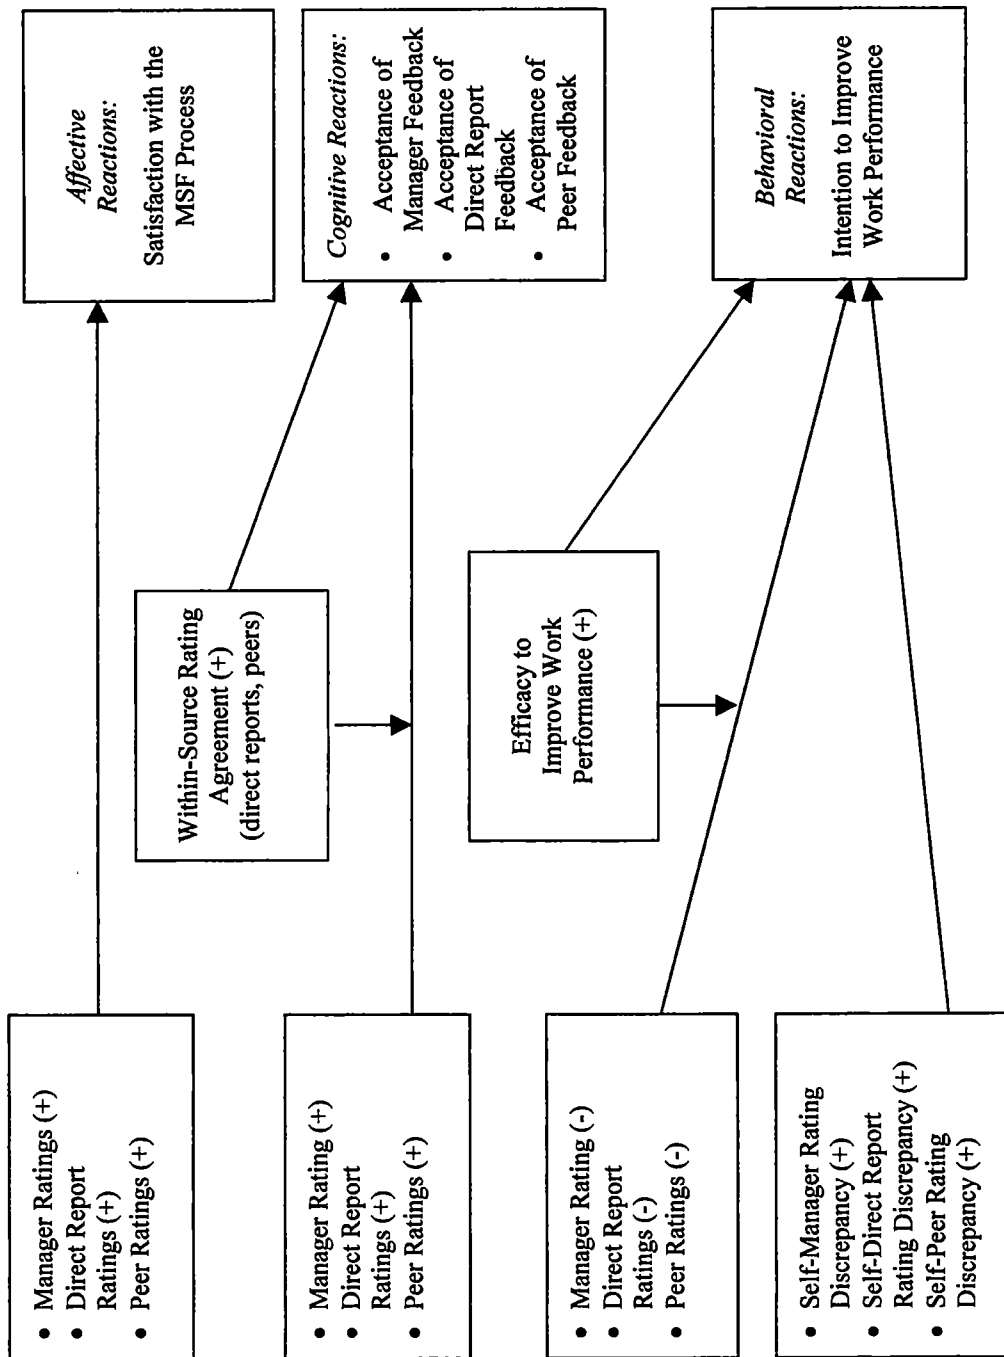 • Manager Ratings (+)
• Direct Report
Ratings (+)
• Peer Ratings (+)
Affective
Reactions:
Satisfaction with the
MSF Process
Within-Source Rating
Agreement (+)
(direct reports, peers)
• Manager Rating (+)
• Direct Report
Ratings (+)
• Peer Ratings (+)
Cognitive Reactions:
• Acceptance of
Manager Feedback
• Acceptance of
Direct Report
Feedback
• Acceptance of
Peer Feedback
Efficacy to
Improve Work
Performance (+)
• Manager Rating (-)
• Direct Report
Ratings (-)
• Peer Ratings (-)
Behavioral
Reactions:
Intention to Improve
Work Performance
• Self-Manager Rating
Discrepancy (+)
• Self-Direct Report
Rating Discrepancy (+)
• Self-Peer Rating
Discrepancy (+)